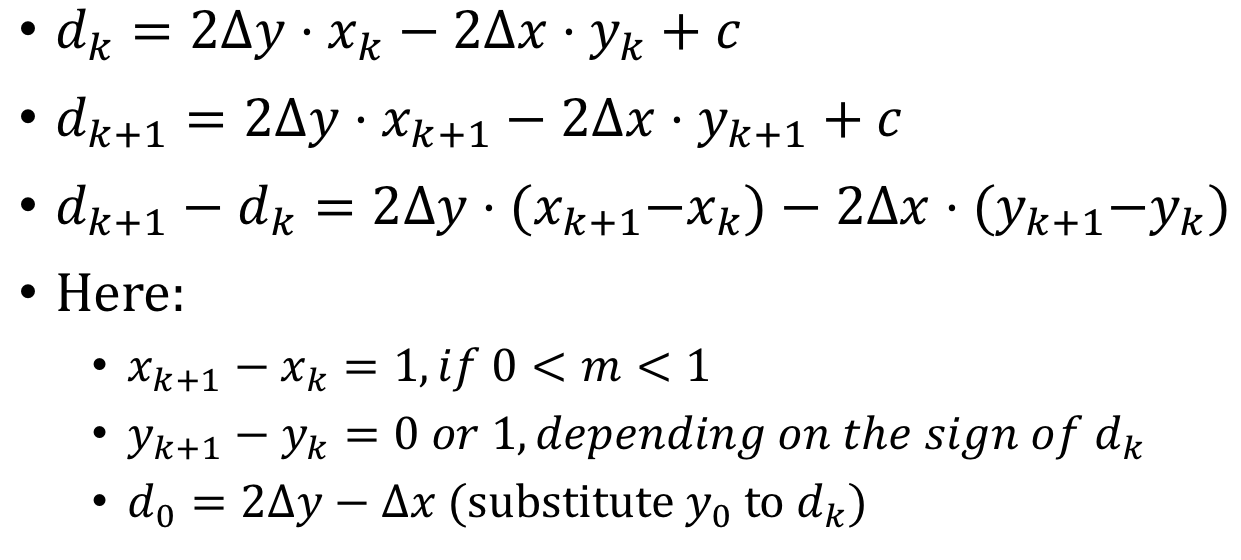 • d_k = 2Δy · x_k − 2Δx · y_k + c
• d_{k+1} = 2Δy · x_{k+1} − 2Δx · y_{k+1} + c
• d_{k+1} − d_k = 2Δy · (x_{k+1}−x_k) − 2Δx · (y_{k+1}−y_k)
• Here:
• x_{k+1} − x_k = 1, if 0 < m < 1
• y_{k+1} − y_k = 0 or 1, depending on the sign of d_k
• d_0 = 2Δy − Δx (substitute y_0 to d_k)